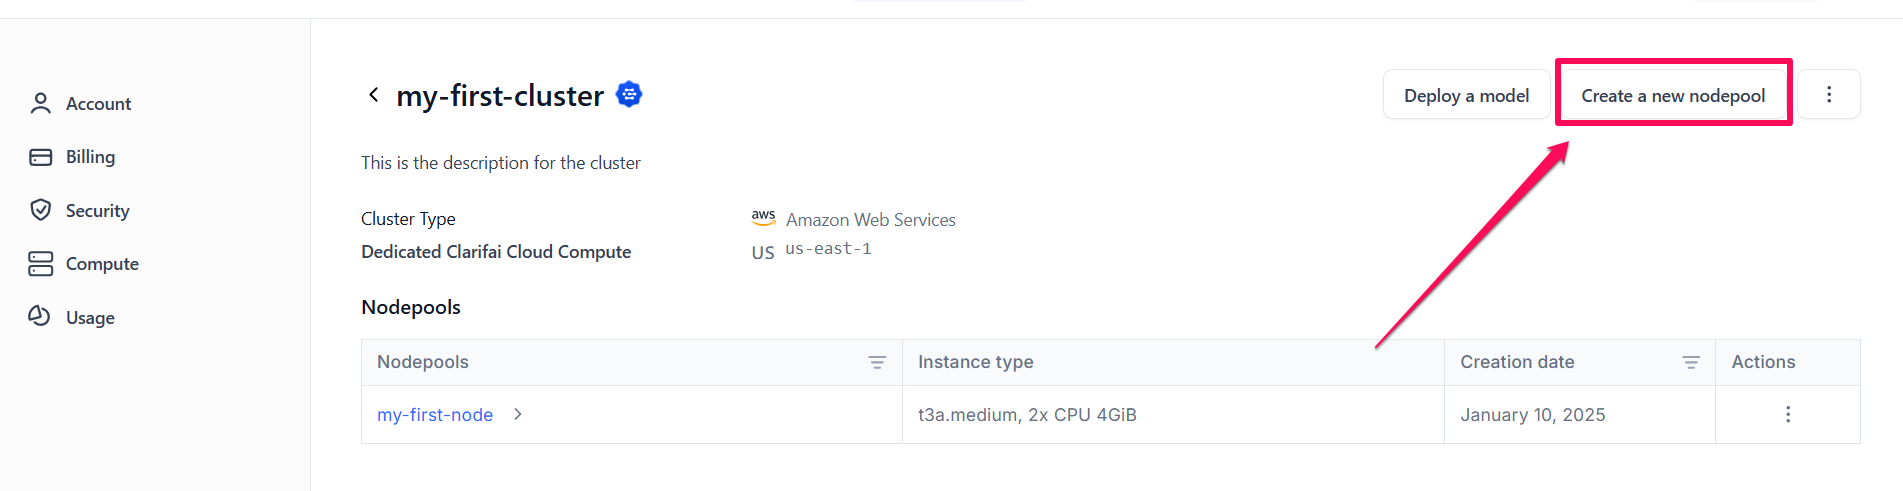 Account
Billing
Security
Compute
Usage
my-first-cluster
Deploy a model
Create a new nodepool
This is the description for the cluster
Cluster Type
aws Amazon Web Services
Dedicated Clarifai Cloud Compute
US us-east-1
Nodepools
Nodepools Instance type Creation date Actions
my-first-node t3a.medium, 2x CPU 4GiB January 10, 2025